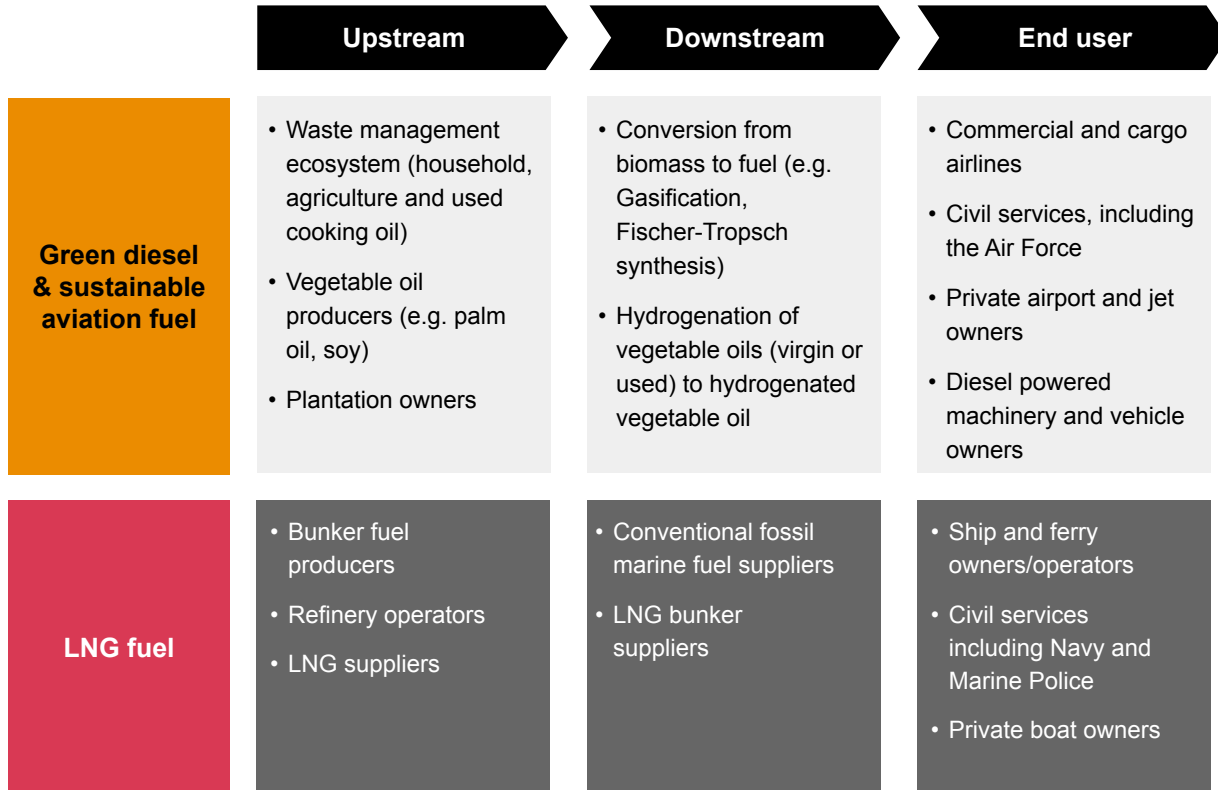 Upstream
Downstream
End user
Green diesel
& sustainable
aviation fuel
• Waste management
ecosystem (household,
agriculture and used
cooking oil)
• Vegetable oil
producers (e.g. palm
oil, soy)
• Plantation owners
• Conversion from
biomass to fuel (e.g.
Gasification,
Fischer-Tropsch
synthesis)
• Hydrogenation of
vegetable oils (virgin or
used) to hydrogenated
vegetable oil
• Commercial and cargo
airlines
• Civil services, including
the Air Force
• Private airport and jet
owners
• Diesel powered
machinery and vehicle
owners
LNG fuel
• Bunker fuel
producers
• Refinery operators
• LNG suppliers
• Conventional fossil
marine fuel suppliers
• LNG bunker
suppliers
• Ship and ferry
owners/operators
• Civil services
including Navy and
Marine Police
• Private boat owners